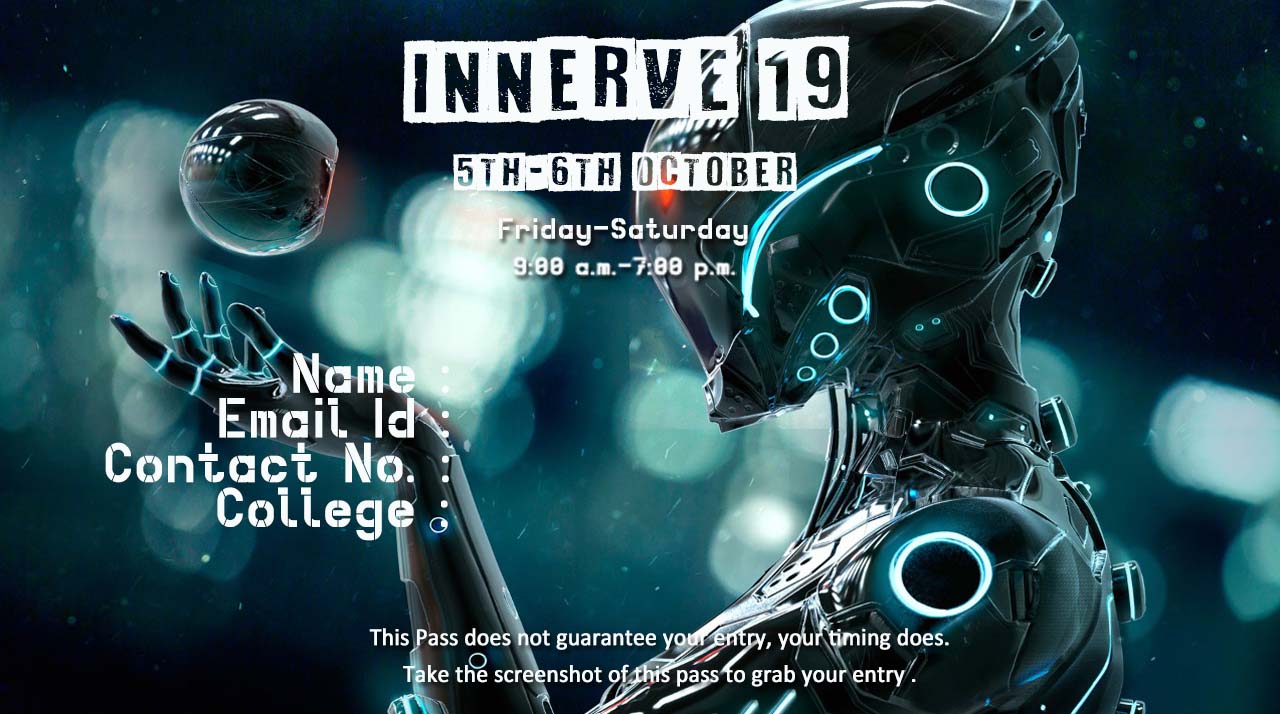 INNERVE 19
5TH-6TH OCTOBER
Friday-Saturday
9:00 a.m.-7:00 p.m.
Name :
Email Id :
Contact No. :
College :
This Pass does not guarantee your entry, your timing does.
Take the screenshot of this pass to grab your entry .